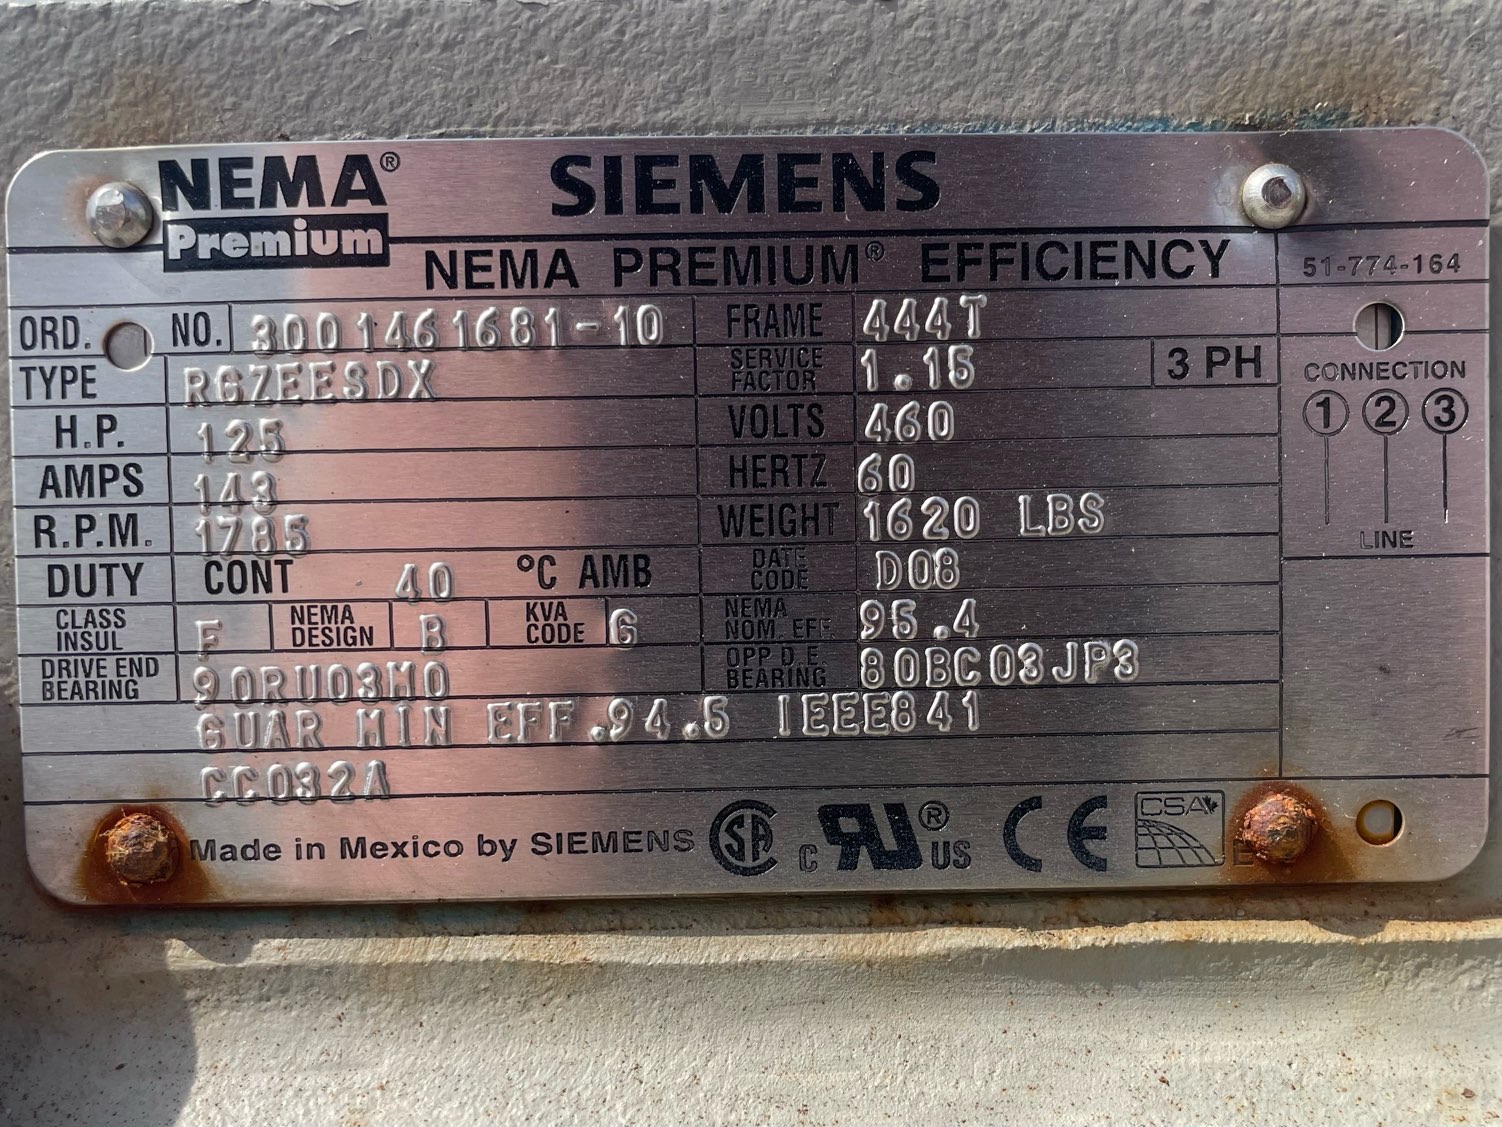 NEMA® SIEMENS
Premium
NEMA PREMIUM® EFFICIENCY 51-774-164
ORD. NO. 3001461681-10 FRAME 444T
TYPE RGZEESDX SERVICE FACTOR 1.15 3 PH CONNECTION
H.P. 125 VOLTS 460 1 2 3
AMPS 143 HERTZ 60
R.P.M. 1785 WEIGHT 1620 LBS LINE
DUTY CONT 40 °C AMB DATE CODE D08
CLASS INSUL F NEMA DESIGN B KVA CODE G NEMA NOM. EFF. 95.4
DRIVE END BEARING 90RU03M0 OPP D.E. BEARING 80BC03JP3
GUAR MIN EFF.94.5 IEEE841
CC032A
Made in Mexico by SIEMENS SA C UR® US CE CSA E